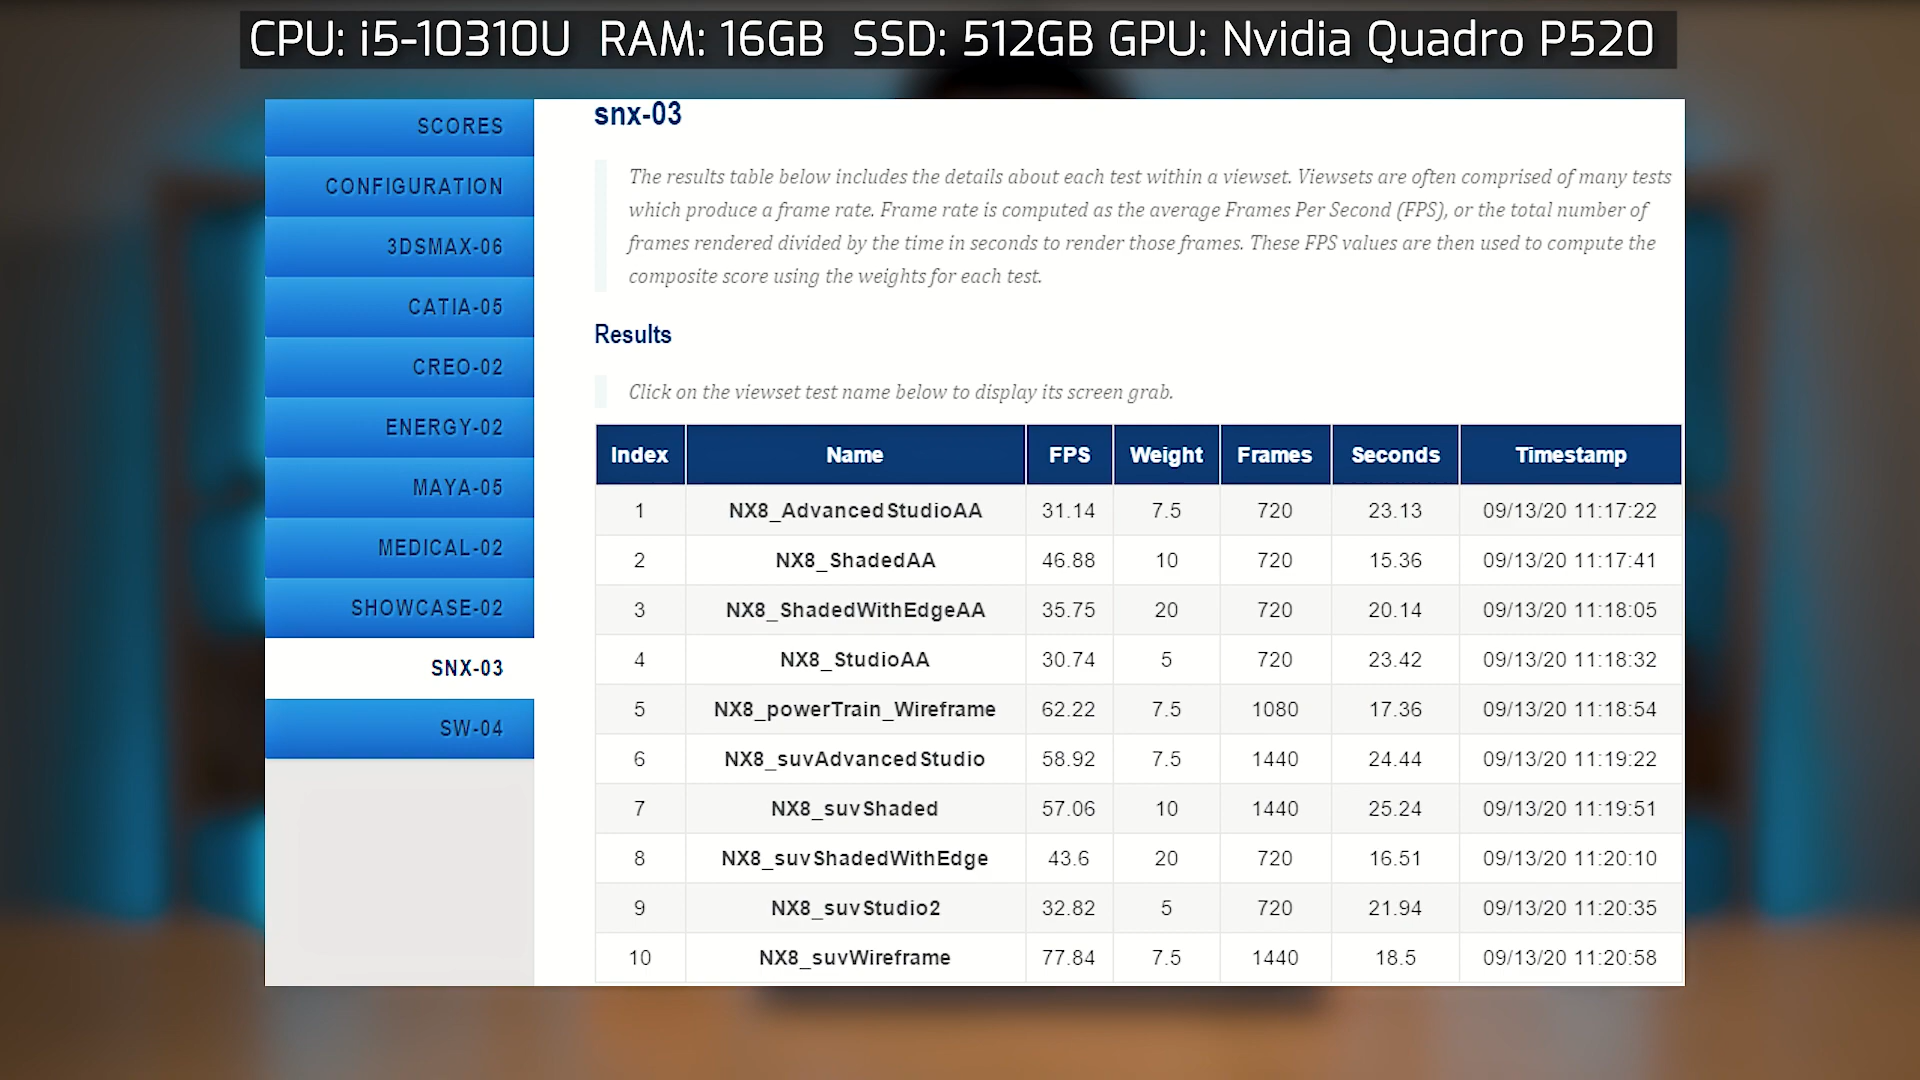 CPU: i5-10310U RAM: 16GB SSD: 512GB GPU: Nvidia Quadro P520
SCORES
CONFIGURATION
3DSMAX-06
CATIA-05
CREO-02
ENERGY-02
MAYA-05
MEDICAL-02
SHOWCASE-02
SNX-03
SW-04
snx-03
The results table below includes the details about each test within a viewset. Viewsets are often comprised of many tests
which produce a frame rate. Frame rate is computed as the average Frames Per Second (FPS), or the total number of
frames rendered divided by the time in seconds to render those frames. These FPS values are then used to compute the
composite score using the weights for each test.
Results
Click on the viewset test name below to display its screen grab.
Index Name FPS Weight Frames Seconds Timestamp
1 NX8_AdvancedStudioAA 31.14 7.5 720 23.13 09/13/20 11:17:22
2 NX8_ShadedAA 46.88 10 720 15.36 09/13/20 11:17:41
3 NX8_ShadedWithEdgeAA 35.75 20 720 20.14 09/13/20 11:18:05
4 NX8_StudioAA 30.74 5 720 23.42 09/13/20 11:18:32
5 NX8_powerTrain_Wireframe 62.22 7.5 1080 17.36 09/13/20 11:18:54
6 NX8_suvAdvancedStudio 58.92 7.5 1440 24.44 09/13/20 11:19:22
7 NX8_suvShaded 57.06 10 1440 25.24 09/13/20 11:19:51
8 NX8_suvShadedWithEdge 43.6 20 720 16.51 09/13/20 11:20:10
9 NX8_suvStudio2 32.82 5 720 21.94 09/13/20 11:20:35
10 NX8_suvWireframe 77.84 7.5 1440 18.5 09/13/20 11:20:58